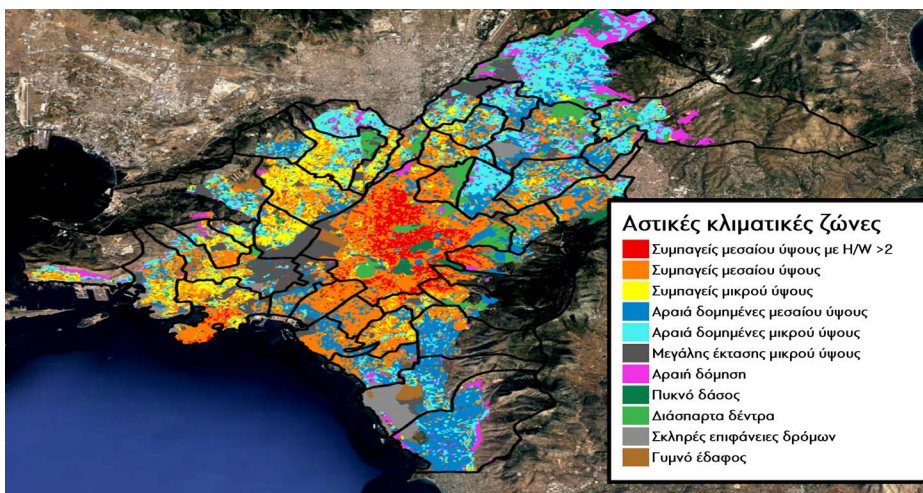 Αστικές κλιματικές ζώνες
Συμπαγείς μεσαίου ύψους με H/W >2
Συμπαγείς μεσαίου ύψους
Συμπαγείς μικρού ύψους
Αραιά δομημένες μεσαίου ύψους
Αραιά δομημένες μικρού ύψους
Μεγάλης έκτασης μικρού ύψους
Αραιή δόμηση
Πυκνό δάσος
Διάσπαρτα δέντρα
Σκληρές επιφάνειες δρόμων
Γυμνό έδαφος